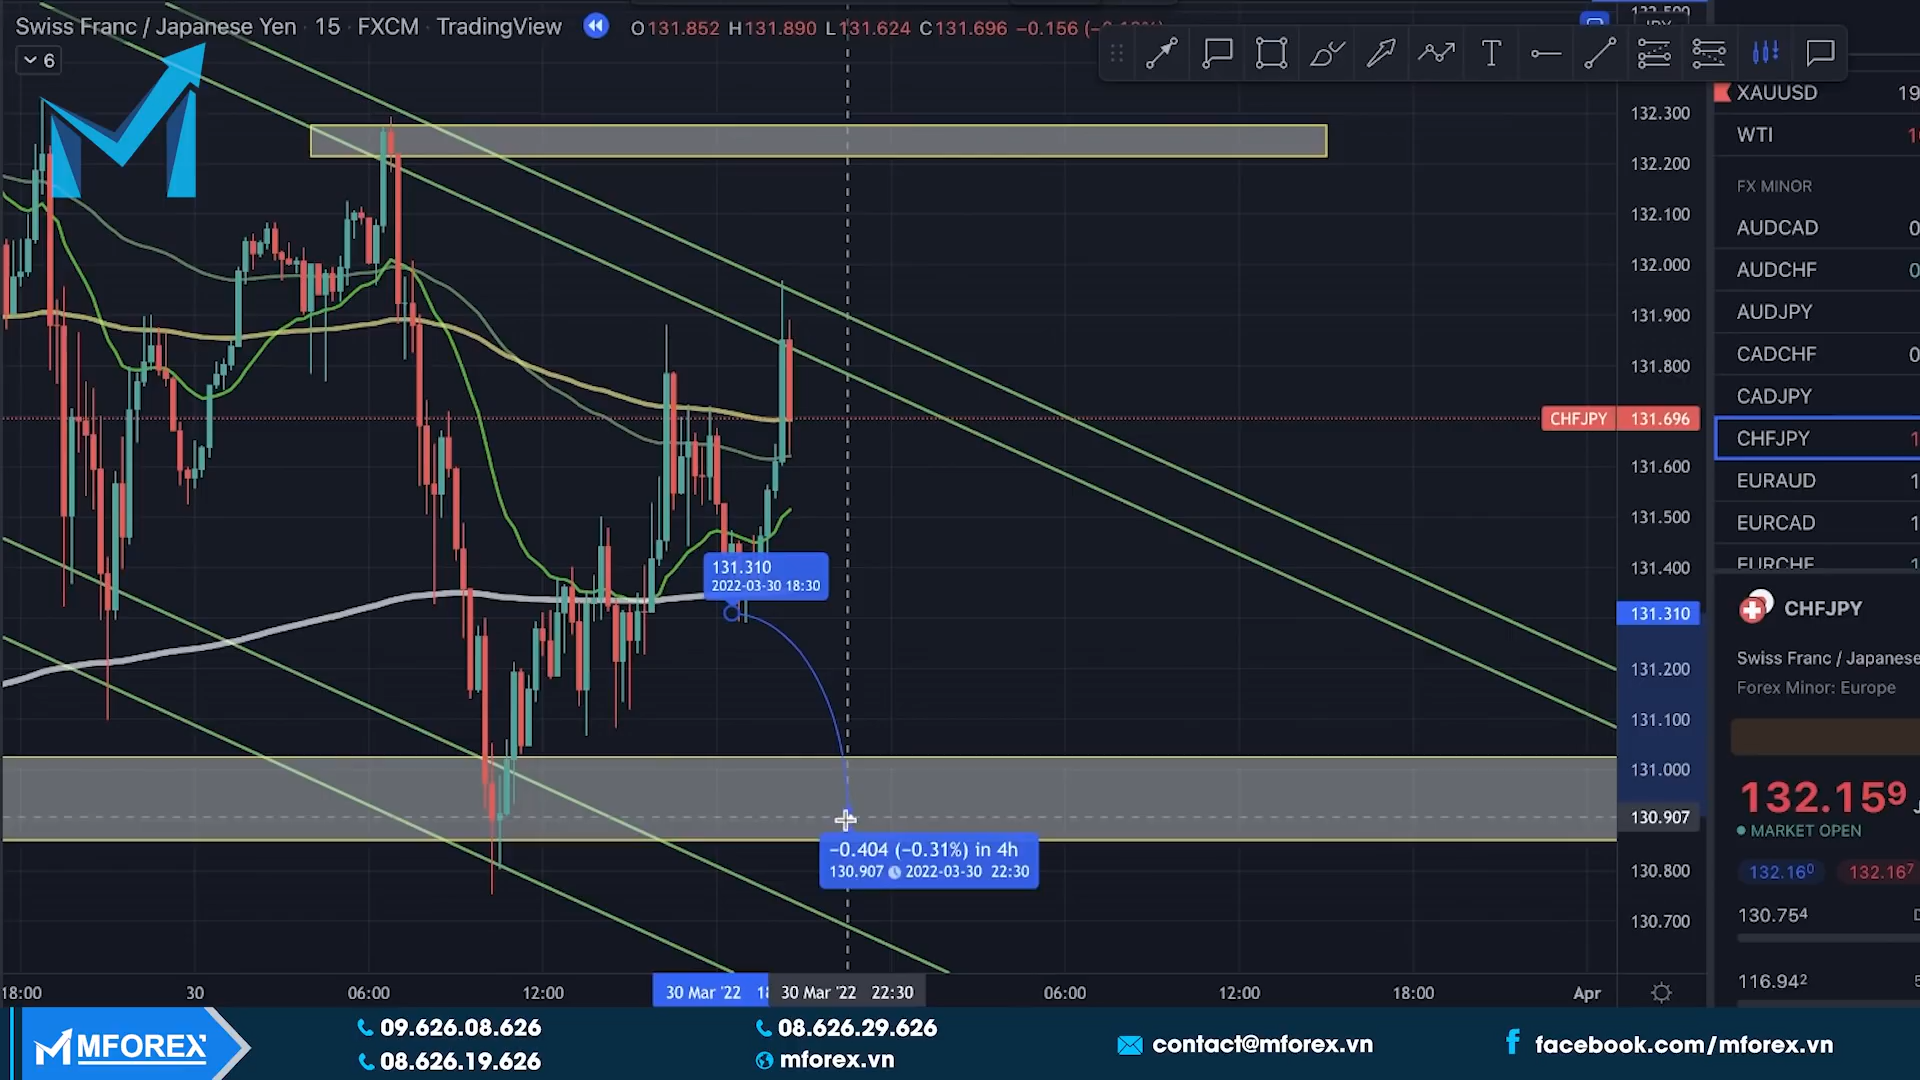 Swiss Franc / Japanese Yen · 15 · FXCM · TradingView
O131.852 H131.890 L131.624 C131.696 −0.156
6
132.300
132.200
132.100
132.000
131.900
131.800
CHFJPY 131.696
131.600
131.500
131.400
131.310
131.200
131.100
131.000
130.907
130.800
130.700
131.310
2022-03-30 18:30
−0.404 (−0.31%) in 4h
130.907 2022-03-30 22:30
18:00
30
06:00
12:00
30 Mar '22
30 Mar '22 22:30
06:00
12:00
18:00
Apr
XAUUSD
WTI
FX MINOR
AUDCAD
AUDCHF
AUDJPY
CADCHF
CADJPY
CHFJPY
EURAUD
EURCAD
EURCHF
CHFJPY
Swiss Franc / Japanese
Forex Minor: Europe
132.159
MARKET OPEN
132.160 132.167
130.754
116.942
MFOREX
09.626.08.626
08.626.19.626
08.626.29.626
mforex.vn
contact@mforex.vn
facebook.com/mforex.vn